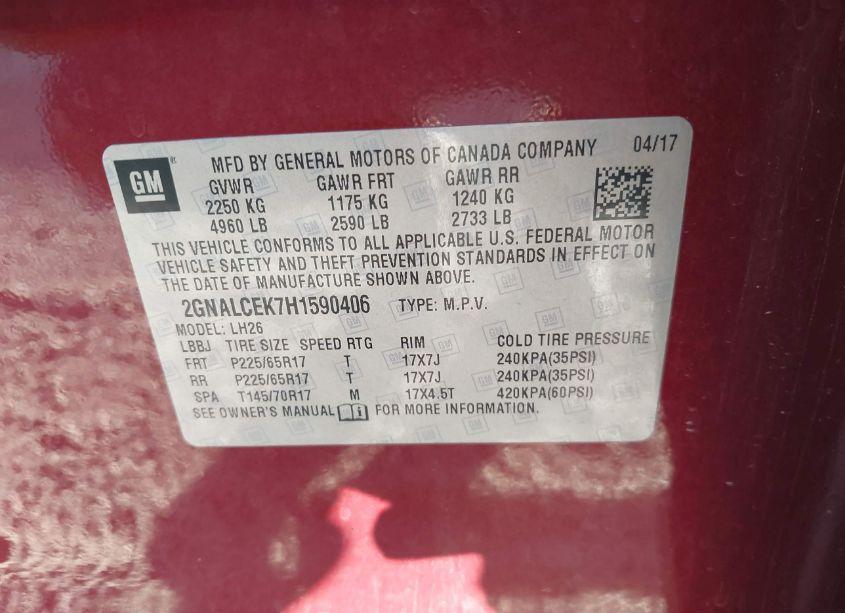 GM
MFD BY GENERAL MOTORS OF CANADA COMPANY 04/17
GVWR GAWR FRT GAWR RR
2250 KG 1175 KG 1240 KG
4960 LB 2590 LB 2733 LB
THIS VEHICLE CONFORMS TO ALL APPLICABLE U.S. FEDERAL MOTOR
VEHICLE SAFETY AND THEFT PREVENTION STANDARDS IN EFFECT ON
THE DATE OF MANUFACTURE SHOWN ABOVE.
2GNALCEK7H1590406 TYPE: M.P.V.
MODEL: LH26
LBBJ TIRE SIZE SPEED RTG RIM COLD TIRE PRESSURE
FRT P225/65R17 T 17X7J 240KPA(35PSI)
RR P225/65R17 T 17X7J 240KPA(35PSI)
SPA T145/70R17 M 17X4.5T 420KPA(60PSI)
SEE OWNER'S MANUAL FOR MORE INFORMATION.